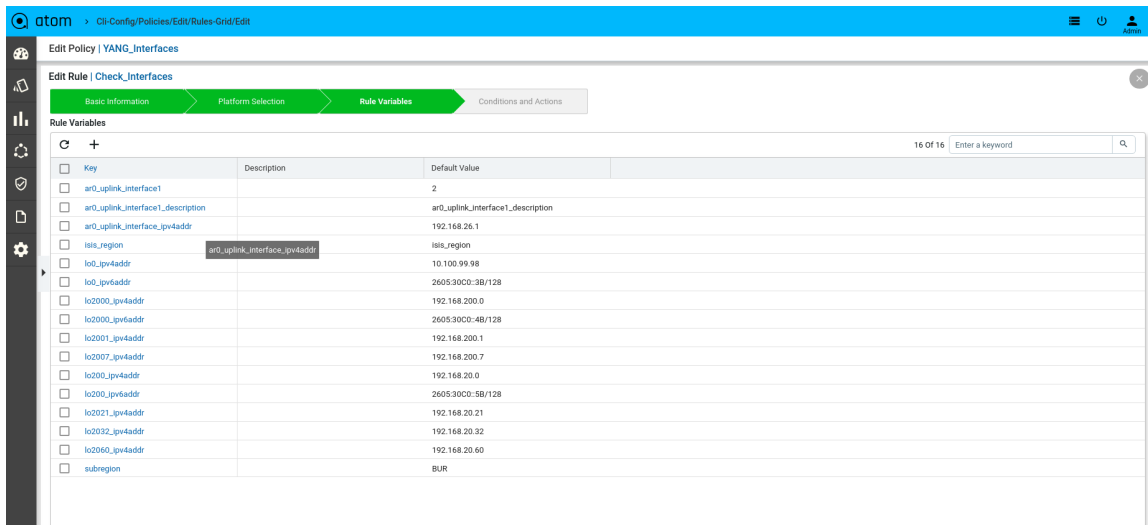 atom > Cli-Config/Policies/Edit/Rules-Grid/Edit
Admin
Edit Policy | YANG_Interfaces
Edit Rule | Check_Interfaces
Basic Information Platform Selection Rule Variables Conditions and Actions
Rule Variables
16 Of 16 Enter a keyword
Key Description Default Value
ar0_uplink_interface1 2
ar0_uplink_interface1_description ar0_uplink_interface1_description
ar0_uplink_interface_ipv4addr 192.168.26.1
isis_region isis_region
ar0_uplink_interface_ipv4addr
lo0_ipv4addr 10.100.99.98
lo0_ipv6addr 2605:30C0::3B/128
lo2000_ipv4addr 192.168.200.0
lo2000_ipv6addr 2605:30C0::4B/128
lo2001_ipv4addr 192.168.200.1
lo2007_ipv4addr 192.168.200.7
lo200_ipv4addr 192.168.20.0
lo200_ipv6addr 2605:30C0::5B/128
lo2021_ipv4addr 192.168.20.21
lo2032_ipv4addr 192.168.20.32
lo2060_ipv4addr 192.168.20.60
subregion BUR